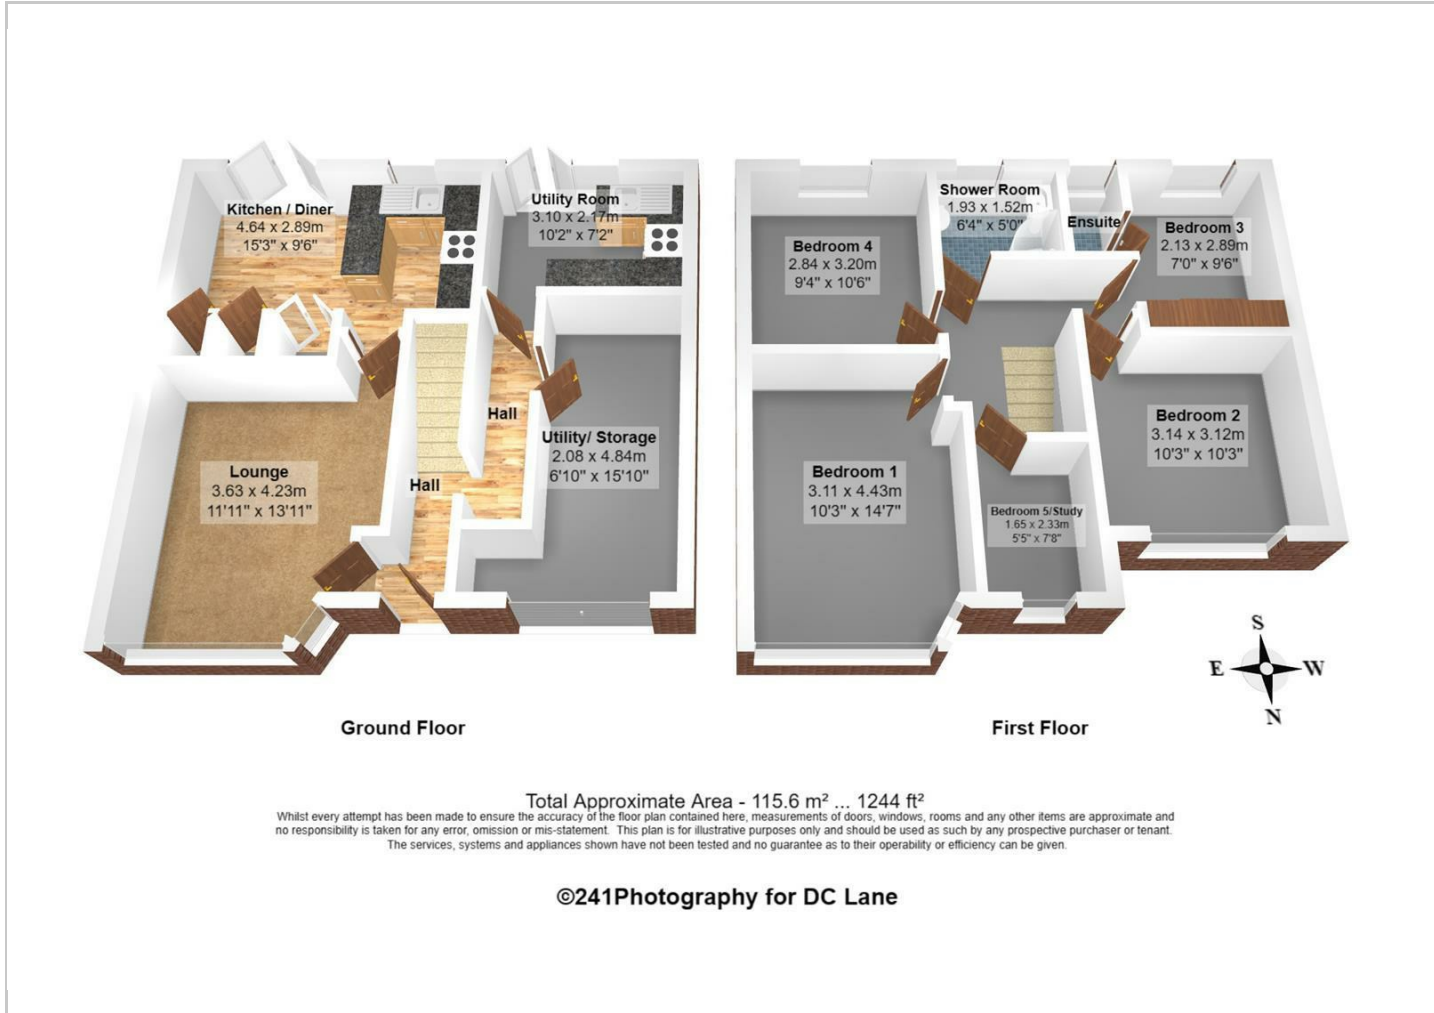 Kitchen / Diner
4.64 x 2.89m
15'3" x 9'6"
Utility Room
3.10 x 2.17m
10'2" x 7'2"
Hall
Utility/ Storage
2.08 x 4.84m
6'10" x 15'10"
Lounge
3.63 x 4.23m
11'11" x 13'11"
Hall
Ground Floor
Shower Room
1.93 x 1.52m
6'4" x 5'0"
Ensuite
Bedroom 3
2.13 x 2.89m
7'0" x 9'6"
Bedroom 4
2.84 x 3.20m
9'4" x 10'6"
Bedroom 2
3.14 x 3.12m
10'3" x 10'3"
Bedroom 1
3.11 x 4.43m
10'3" x 14'7"
Bedroom 5/Study
1.65 x 2.33m
5'5" x 7'8"
First Floor
S
E
W
N
Total Approximate Area - 115.6 m² ... 1244 ft²
Whilst every attempt has been made to ensure the accuracy of the floor plan contained here, measurements of doors, windows, rooms and any other items are approximate and
no responsibility is taken for any error, omission or mis-statement. This plan is for illustrative purposes only and should be used as such by any prospective purchaser or tenant.
The services, systems and appliances shown have not been tested and no guarantee as to their operability or efficiency can be given.
©241Photography for DC Lane